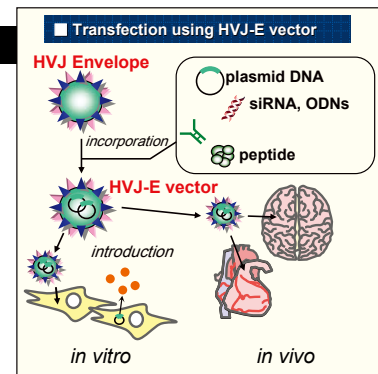 ■ Transfection using HVJ-E vector
HVJ Envelope
plasmid DNA
siRNA, ODNs
peptide
incorporation
HVJ-E vector
introduction
in vitro
in vivo